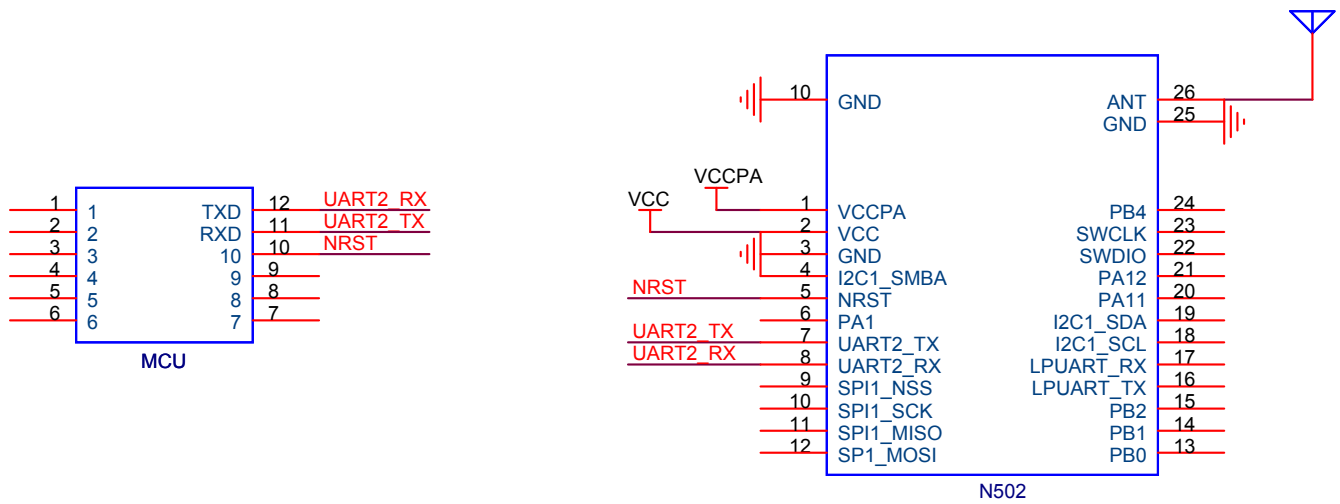 10 GND
ANT 26
GND 25
VCCPA
VCC
1 1 TXD 12 UART2_RX
2 2 RXD 11 UART2_TX
3 3 10 10 NRST
4 4 9 9
5 5 8 8
6 6 7 7
MCU
1 VCCPA PB4 24
2 VCC SWCLK 23
3 GND SWDIO 22
4 I2C1_SMBA PA12 21
NRST 5 NRST PA11 20
6 PA1 I2C1_SDA 19
UART2_TX 7 UART2_TX I2C1_SCL 18
UART2_RX 8 UART2_RX LPUART_RX 17
9 SPI1_NSS LPUART_TX 16
10 SPI1_SCK PB2 15
11 SPI1_MISO PB1 14
12 SP1_MOSI PB0 13
N502